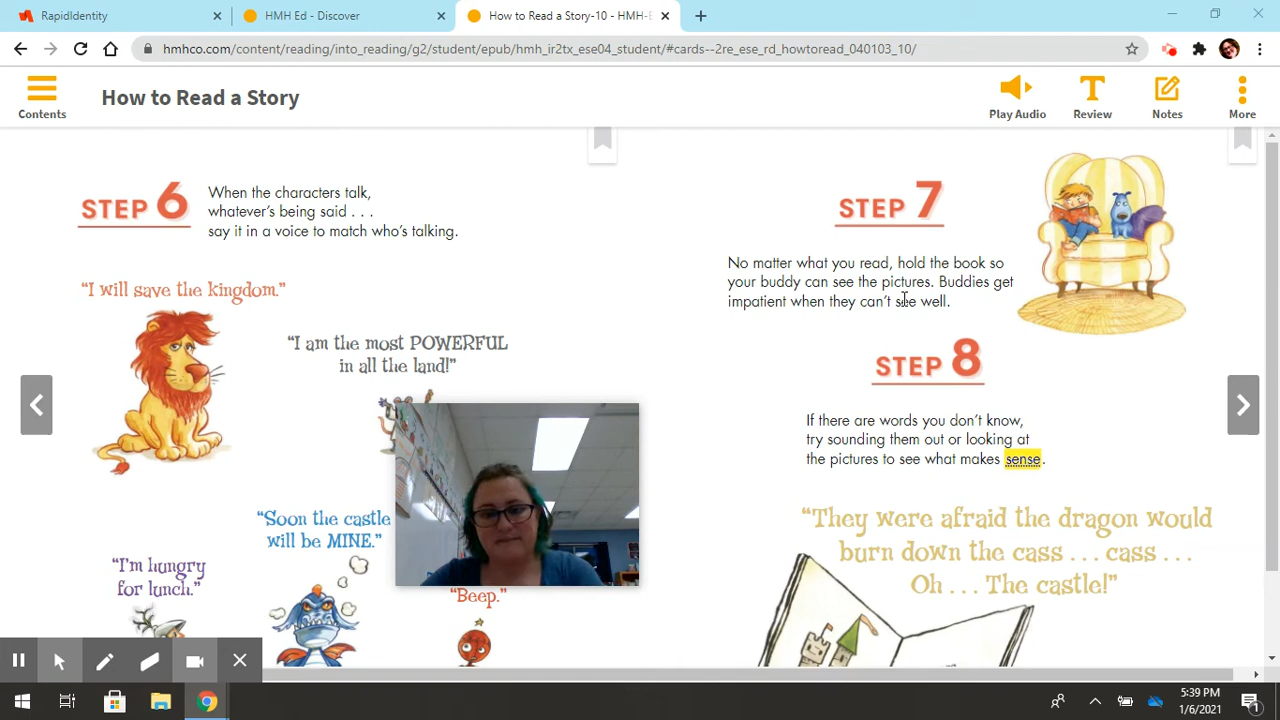 RapidIdentity
HMH Ed - Discover
How to Read a Story-10 - HMH-E
hmhco.com/content/reading/into_reading/g2/student/epub/hmh_ir2tx_ese04_student/#cards--2re_ese_rd_howtoread_040103_10/
Contents
How to Read a Story
Play Audio
Review
Notes
More
STEP 6
When the characters talk,
whatever's being said . . .
say it in a voice to match who's talking.
"I will save the kingdom."
"I am the most POWERFUL
in all the land!"
"Soon the castle
will be MINE."
"I'm hungry
for lunch."
"Beep."
STEP 7
No matter what you read, hold the book so
your buddy can see the pictures. Buddies get
impatient when they can't see well.
STEP 8
If there are words you don't know,
try sounding them out or looking at
the pictures to see what makes sense.
"They were afraid the dragon would
burn down the cass . . . cass . . .
Oh . . . The castle!"
5:39 PM
1/6/2021
1